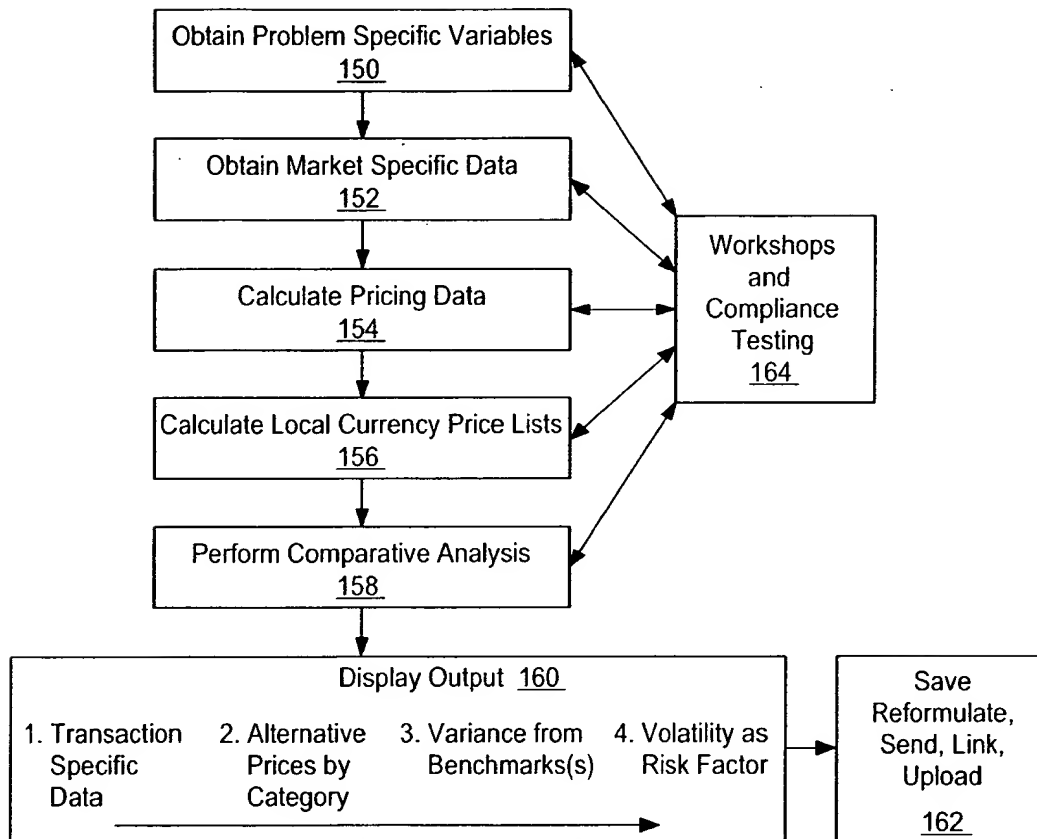 Obtain Problem Specific Variables
150
Obtain Market Specific Data
152
Calculate Pricing Data
154
Calculate Local Currency Price Lists
156
Perform Comparative Analysis
158
Workshops
and
Compliance
Testing
164
Display Output 160
1. Transaction
Specific
Data
2. Alternative
Prices by
Category
3. Variance from
Benchmarks(s)
4. Volatility as
Risk Factor
Save
Reformulate,
Send, Link,
Upload
162